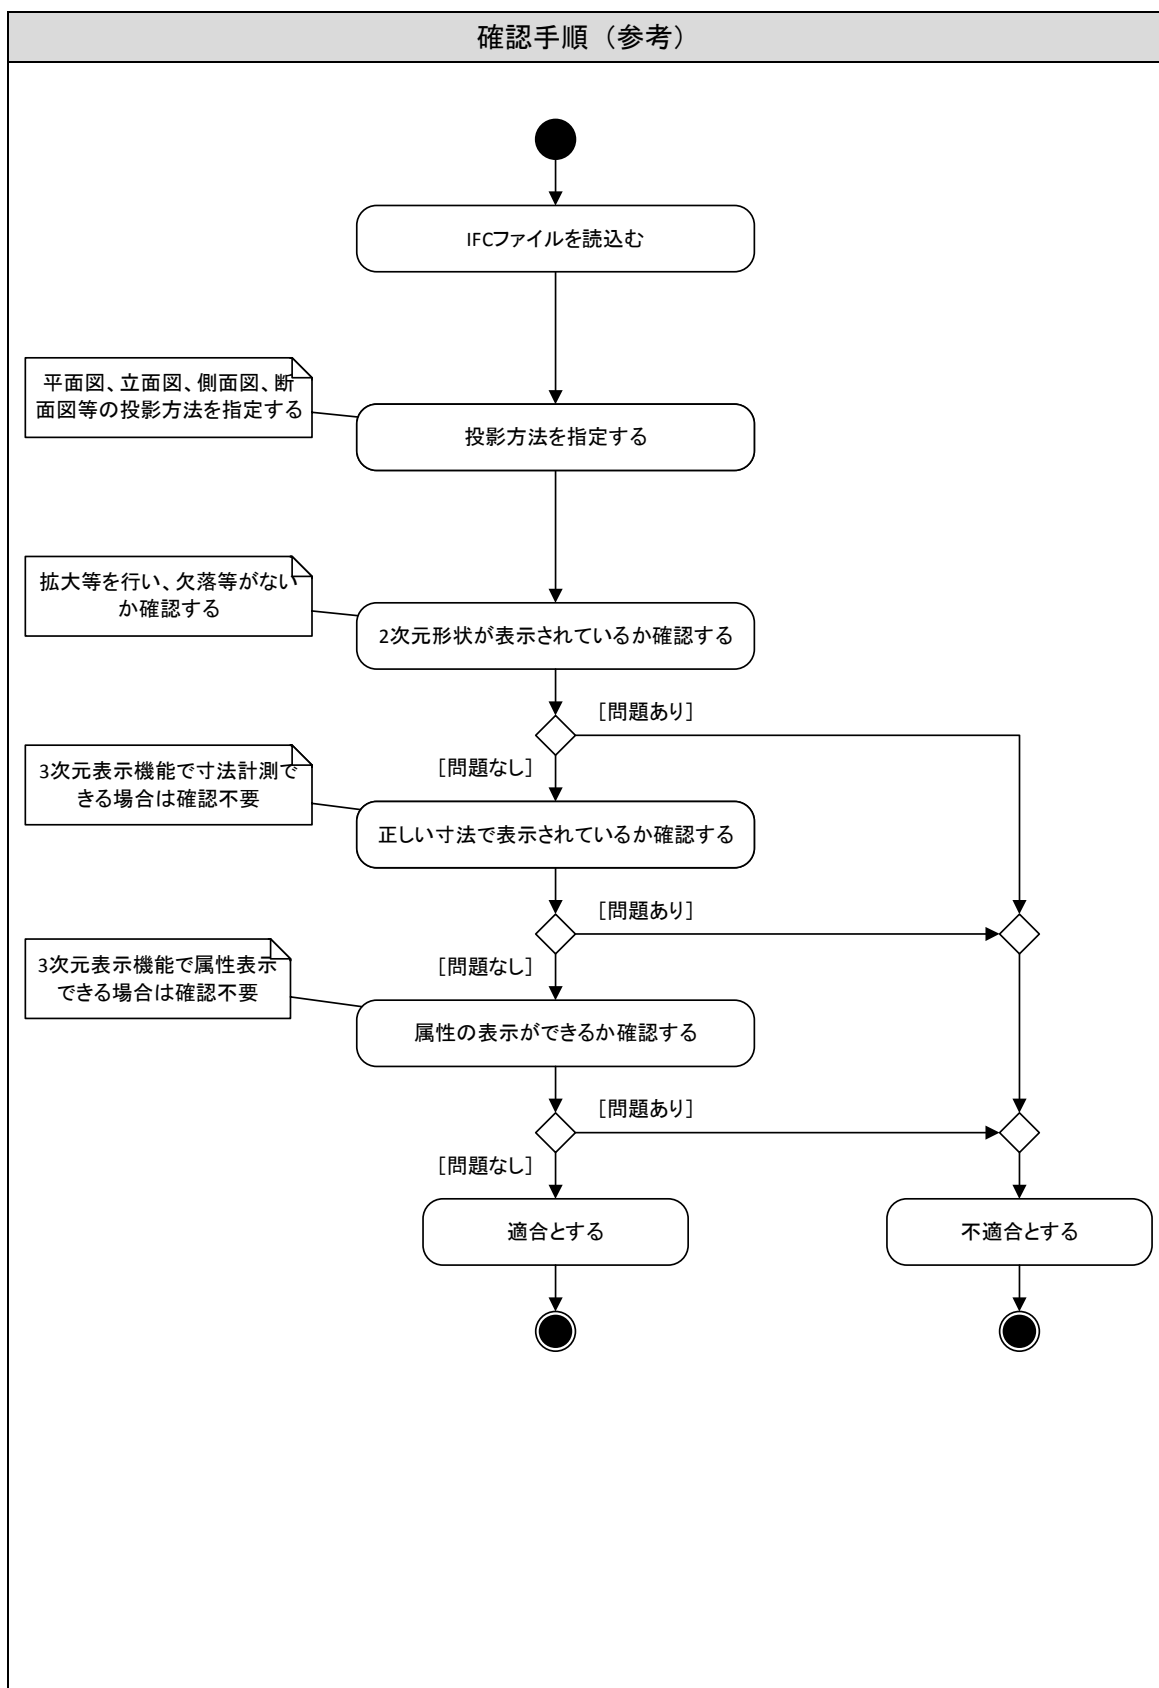 確認手順（参考）
IFCファイルを読込む
平面図、立面図、側面図、断
面図等の投影方法を指定する
投影方法を指定する
拡大等を行い、欠落等がない
か確認する
2次元形状が表示されているか確認する
[問題あり]
[問題なし]
3次元表示機能で寸法計測で
きる場合は確認不要
正しい寸法で表示されているか確認する
[問題あり]
[問題なし]
3次元表示機能で属性表示
できる場合は確認不要
属性の表示ができるか確認する
[問題あり]
[問題なし]
適合とする
不適合とする